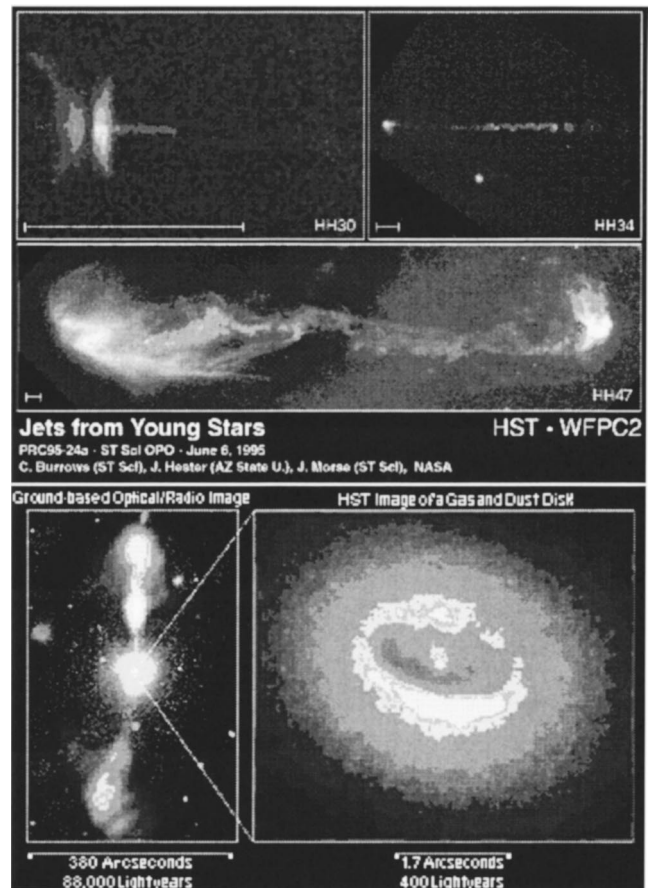 HH30
HH34
HH47
Jets from Young Stars
HST · WFPC2
PRC95-24a · ST ScI OPO · June 6, 1995
C. Burrows (ST ScI), J. Hester (AZ State U.), J. Morse (ST ScI), NASA
Ground-based Optical/Radio Image
HST Image of a Gas and Dust Disk
380 Arcseconds
88,000 Lightyears
1.7 Arcseconds
400 Lightyears